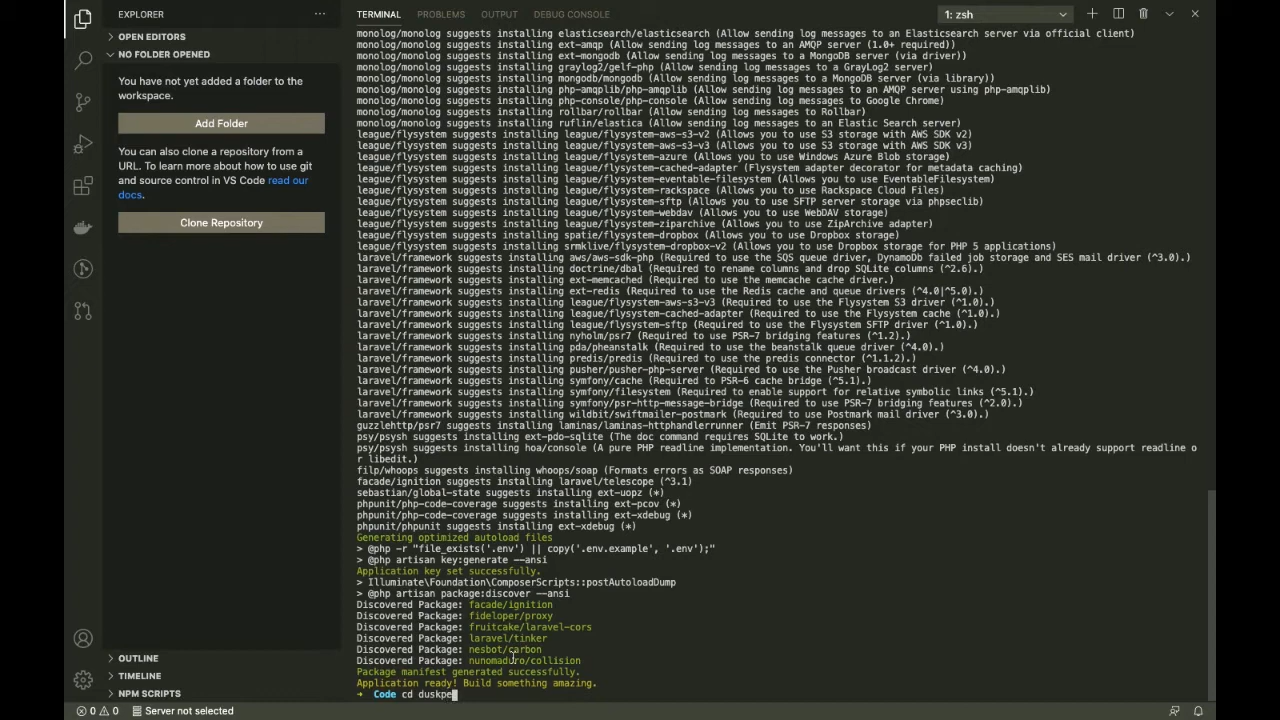 EXPLORER
OPEN EDITORS
NO FOLDER OPENED
You have not yet added a folder to the
workspace.
Add Folder
You can also clone a repository from a
URL. To learn more about how to use git
and source control in VS Code read our
docs.
Clone Repository
OUTLINE
TIMELINE
NPM SCRIPTS
TERMINAL PROBLEMS OUTPUT DEBUG CONSOLE 1: zsh
monolog/monolog suggests installing elasticsearch/elasticsearch (Allow sending log messages to an Elasticsearch server via official client)
monolog/monolog suggests installing ext-amqp (Allow sending log messages to an AMQP server (1.0+ required))
monolog/monolog suggests installing ext-mongodb (Allow sending log messages to a MongoDB server (via driver))
monolog/monolog suggests installing graylog2/gelf-php (Allow sending log messages to a GrayLog2 server)
monolog/monolog suggests installing mongodb/mongodb (Allow sending log messages to a MongoDB server (via library))
monolog/monolog suggests installing php-amqplib/php-amqplib (Allow sending log messages to an AMQP server using php-amqplib)
monolog/monolog suggests installing php-console/php-console (Allow sending log messages to Google Chrome)
monolog/monolog suggests installing rollbar/rollbar (Allow sending log messages to Rollbar)
monolog/monolog suggests installing ruflin/elastica (Allow sending log messages to an Elastic Search server)
league/flysystem suggests installing league/flysystem-aws-s3-v2 (Allows you to use S3 storage with AWS SDK v2)
league/flysystem suggests installing league/flysystem-aws-s3-v3 (Allows you to use S3 storage with AWS SDK v3)
league/flysystem suggests installing league/flysystem-azure (Allows you to use Windows Azure Blob storage)
league/flysystem suggests installing league/flysystem-cached-adapter (Flysystem adapter decorator for metadata caching)
league/flysystem suggests installing league/flysystem-eventable-filesystem (Allows you to use EventableFilesystem)
league/flysystem suggests installing league/flysystem-rackspace (Allows you to use Rackspace Cloud Files)
league/flysystem suggests installing league/flysystem-sftp (Allows you to use SFTP server storage via phpseclib)
league/flysystem suggests installing league/flysystem-webdav (Allows you to use WebDAV storage)
league/flysystem suggests installing league/flysystem-ziparchive (Allows you to use ZipArchive adapter)
league/flysystem suggests installing spatie/flysystem-dropbox (Allows you to use Dropbox storage)
league/flysystem suggests installing srmklive/flysystem-dropbox-v2 (Allows you to use Dropbox storage for PHP 5 applications)
laravel/framework suggests installing aws/aws-sdk-php (Required to use the SQS queue driver, DynamoDb failed job storage and SES mail driver (^3.0).)
laravel/framework suggests installing doctrine/dbal (Required to rename columns and drop SQLite columns (^2.6).)
laravel/framework suggests installing ext-memcached (Required to use the memcache cache driver.)
laravel/framework suggests installing ext-redis (Required to use the Redis cache and queue drivers (^4.0|^5.0).)
laravel/framework suggests installing league/flysystem-aws-s3-v3 (Required to use the Flysystem S3 driver (^1.0).)
laravel/framework suggests installing league/flysystem-cached-adapter (Required to use the Flysystem cache (^1.0).)
laravel/framework suggests installing league/flysystem-sftp (Required to use the Flysystem SFTP driver (^1.0).)
laravel/framework suggests installing nyholm/psr7 (Required to use PSR-7 bridging features (^1.2).)
laravel/framework suggests installing pda/pheanstalk (Required to use the beanstalk queue driver (^4.0).)
laravel/framework suggests installing predis/predis (Required to use the predis connector (^1.1.2).)
laravel/framework suggests installing pusher/pusher-php-server (Required to use the Pusher broadcast driver (^4.0).)
laravel/framework suggests installing symfony/cache (Required to PSR-6 cache bridge (^5.1).)
laravel/framework suggests installing symfony/filesystem (Required to enable support for relative symbolic links (^5.1).)
laravel/framework suggests installing symfony/psr-http-message-bridge (Required to use PSR-7 bridging features (^2.0).)
laravel/framework suggests installing wildbit/swiftmailer-postmark (Required to use Postmark mail driver (^3.0).)
guzzlehttp/psr7 suggests installing laminas/laminas-httphandlerrunner (Emit PSR-7 responses)
psy/psysh suggests installing ext-pdo-sqlite (The doc command requires SQLite to work.)
psy/psysh suggests installing hoa/console (A pure PHP readline implementation. You'll want this if your PHP install doesn't already support readline o
r libedit.)
filp/whoops suggests installing whoops/soap (Formats errors as SOAP responses)
facade/ignition suggests installing laravel/telescope (^3.1)
sebastian/global-state suggests installing ext-uopz (*)
phpunit/php-code-coverage suggests installing ext-pcov (*)
phpunit/php-code-coverage suggests installing ext-xdebug (*)
phpunit/phpunit suggests installing ext-xdebug (*)
Generating optimized autoload files
> @php -r "file_exists('.env') || copy('.env.example', '.env');"
> @php artisan key:generate --ansi
Application key set successfully.
> Illuminate\Foundation\ComposerScripts::postAutoloadDump
> @php artisan package:discover --ansi
Discovered Package: facade/ignition
Discovered Package: fideloper/proxy
Discovered Package: fruitcake/laravel-cors
Discovered Package: laravel/tinker
Discovered Package: nesbot/carbon
Discovered Package: nunomaduro/collision
Package manifest generated successfully.
Application ready! Build something amazing.
→ Code cd duskpe
0 0 Server not selected